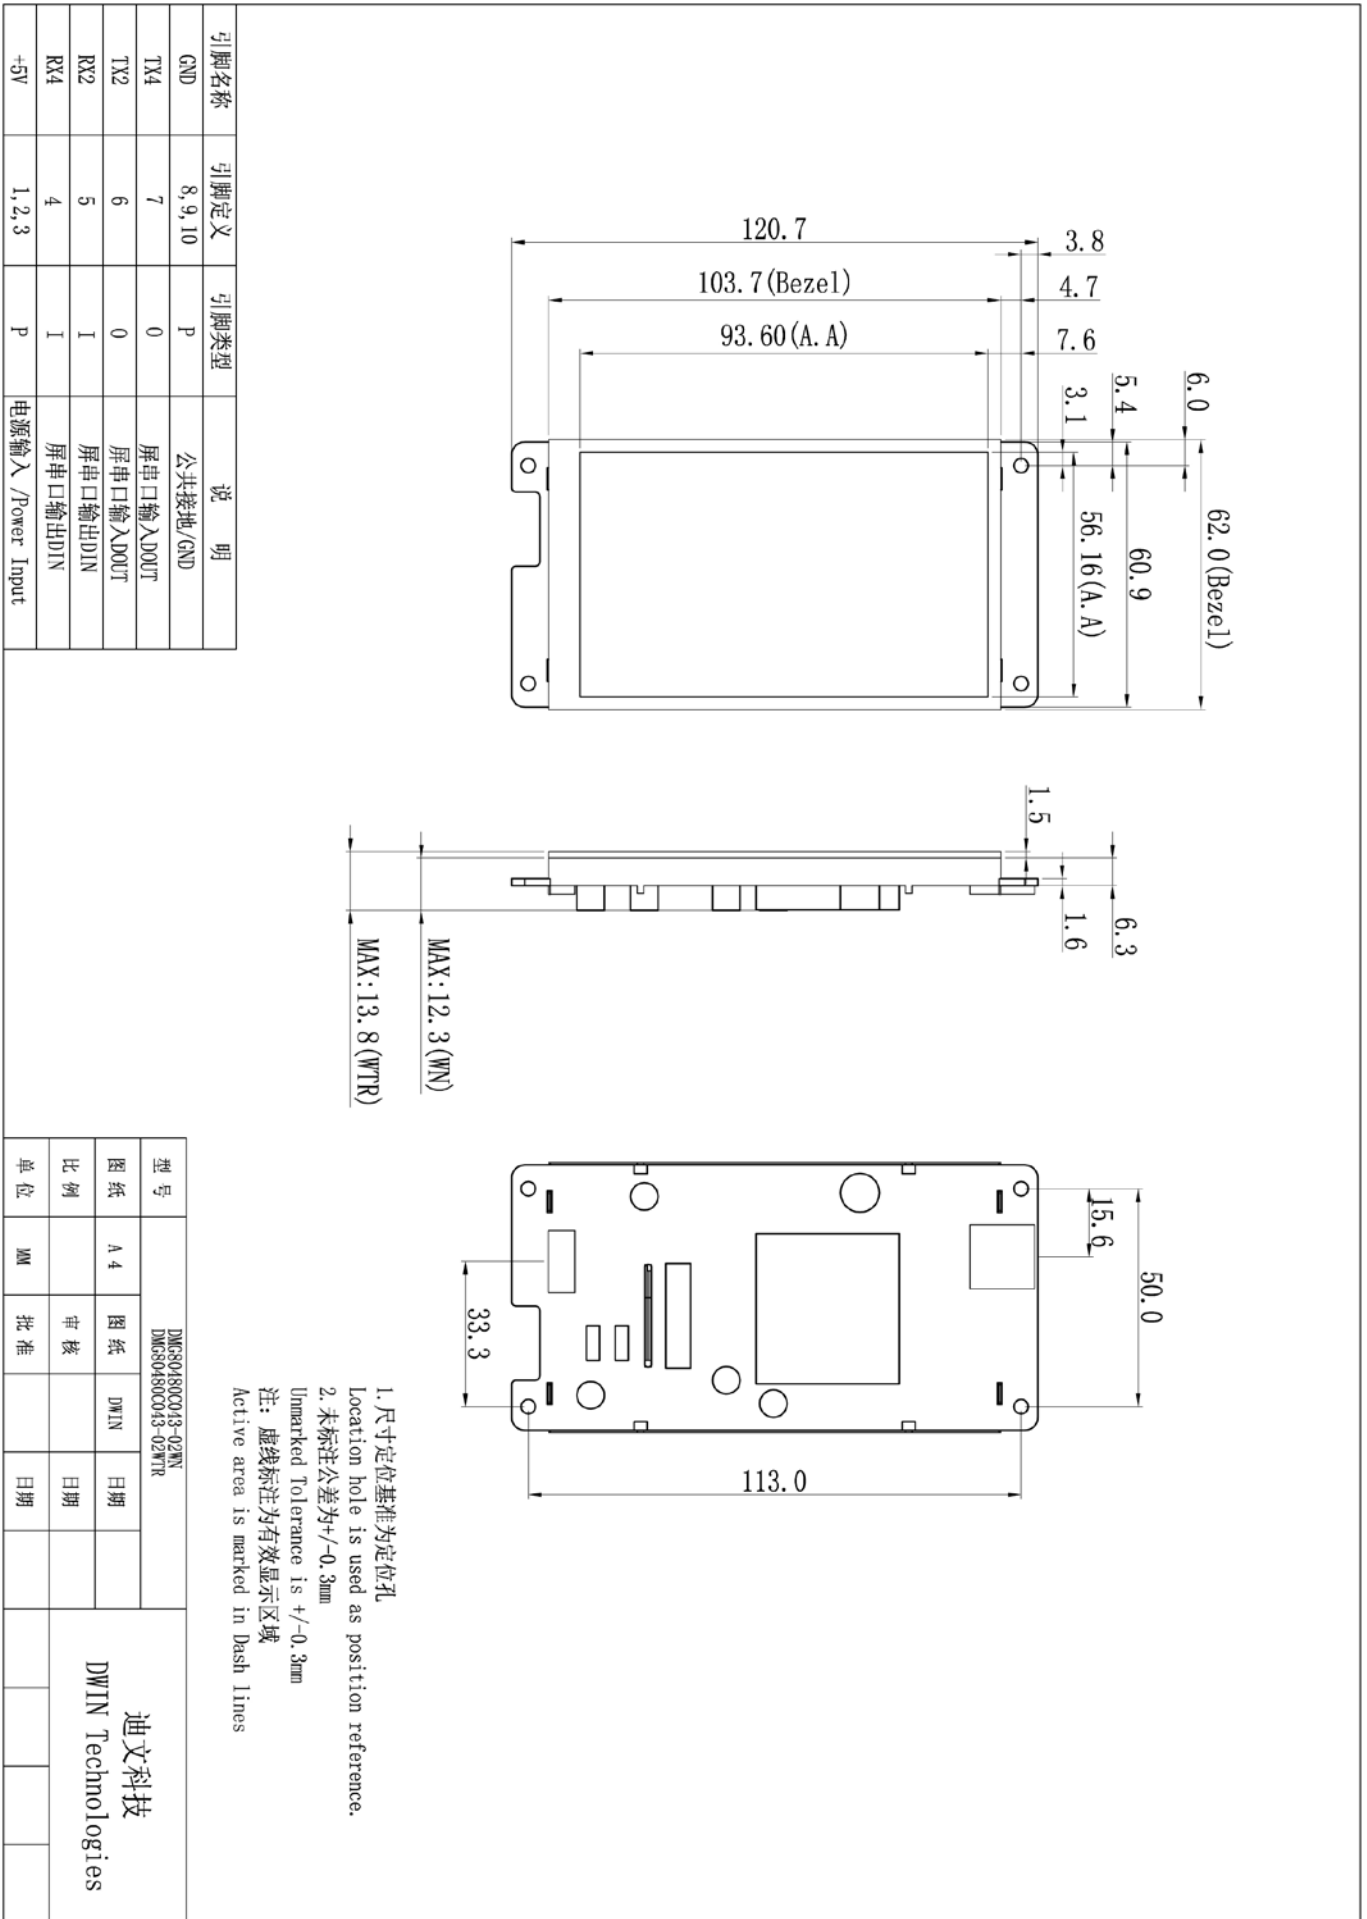 120.7
3.8
103.7(Bezel)
4.7
93.60(A.A)
7.6
6.0
5.4
3.1
62.0(Bezel)
60.9
56.16(A.A)
1.5
6.3
1.6
MAX:12.3(WN)
MAX:13.8(WTR)
15.6
50.0
33.3
113.0
1.尺寸定位基准为定位孔
Location hole is used as position reference.
2.未标注公差为+/-0.3mm
Unmarked Tolerance is +/-0.3mm
注: 虚线标注为有效显示区域
Active area is marked in Dash lines
引脚名称 引脚定义 引脚类型 说 明
GND 8,9,10 P 公共接地/GND
TX4 7 O 屏串口输入DOUT
TX2 6 O 屏串口输入DOUT
RX2 5 I 屏串口输出DIN
RX4 4 I 屏串口输出DIN
+5V 1,2,3 P 电源输入 /Power Input
型 号 DMG80480C043-02WN
DMG80480C043-02WTR
图 纸 A4 图 纸 DWIN 日期
比 例 审 核 日期
单 位 MM 批 准 日期
迪文科技
DWIN Technologies